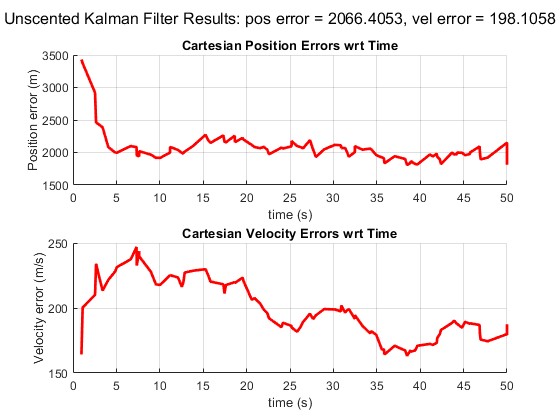 Unscented Kalman Filter Results: pos error = 2066.4053, vel error = 198.1058
Cartesian Position Errors wrt Time
Position error (m)
3500
3000
2500
2000
1500
0 5 10 15 20 25 30 35 40 45 50
time (s)
Cartesian Velocity Errors wrt Time
Velocity error (m/s)
250
200
150
0 5 10 15 20 25 30 35 40 45 50
time (s)